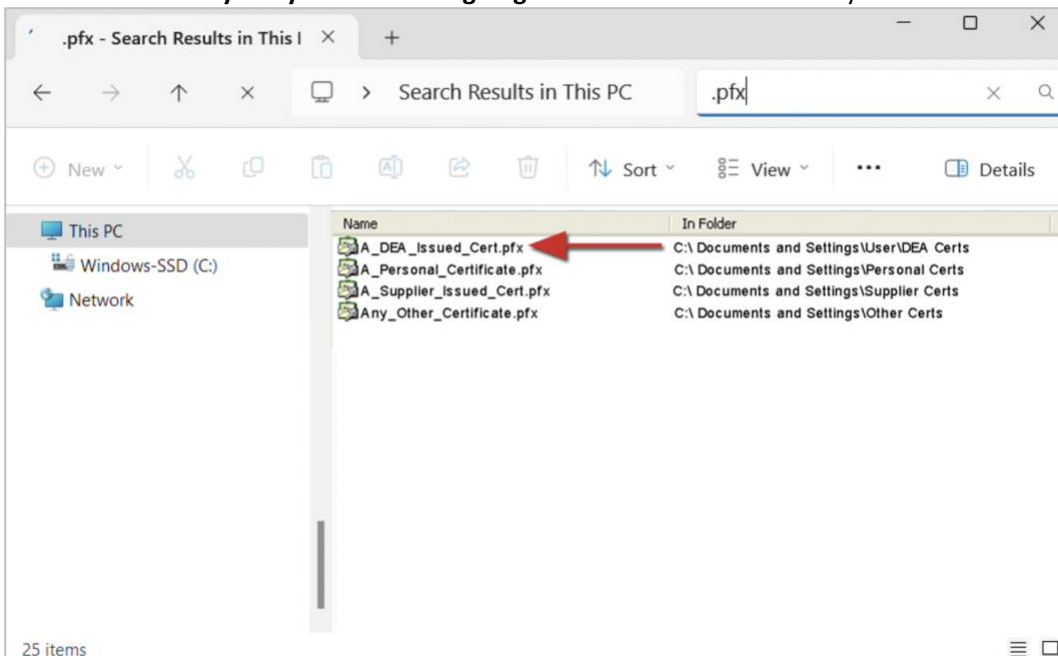 .pfx - Search Results in This I
Search Results in This PC
.pfx
New
Sort
View
Details
This PC
Windows-SSD (C:)
Network
Name In Folder
A_DEA_Issued_Cert.pfx C:\ Documents and Settings\User\DEA Certs
A_Personal_Certificate.pfx C:\ Documents and Settings\Personal Certs
A_Supplier_Issued_Cert.pfx C:\ Documents and Settings\Supplier Certs
Any_Other_Certificate.pfx C:\ Documents and Settings\Other Certs
25 items